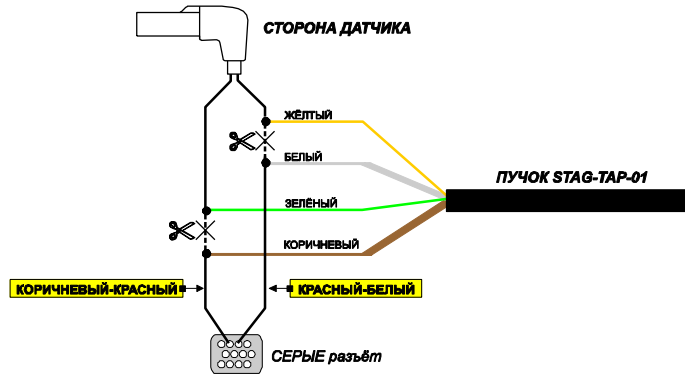 СТОРОНА ДАТЧИКА
ЖЁЛТЫЙ
БЕЛЫЙ
ПУЧОК STAG-TAP-01
ЗЕЛЁНЫЙ
КОРИЧНЕВЫЙ
КОРИЧНЕВЫЙ-КРАСНЫЙ
КРАСНЫЙ-БЕЛЫЙ
СЕРЫЕ разъёт